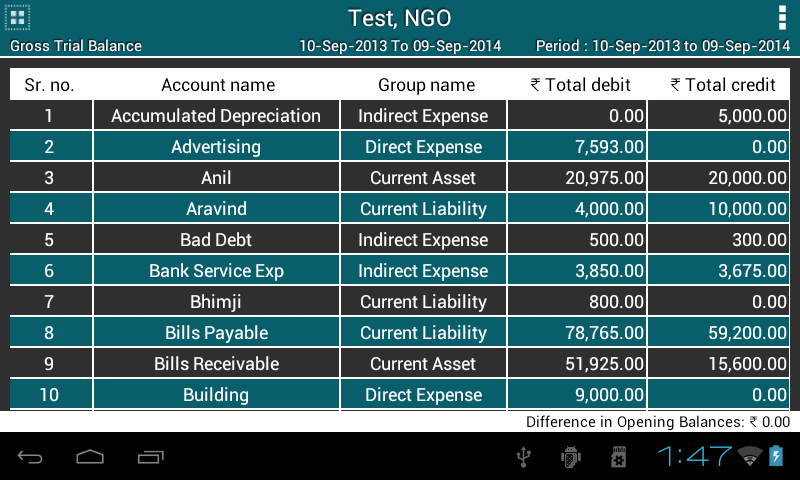 Test, NGO
Gross Trial Balance 10-Sep-2013 To 09-Sep-2014 Period : 10-Sep-2013 to 09-Sep-2014
Sr. no. Account name Group name ₹ Total debit ₹ Total credit
1 Accumulated Depreciation Indirect Expense 0.00 5,000.00
2 Advertising Direct Expense 7,593.00 0.00
3 Anil Current Asset 20,975.00 20,000.00
4 Aravind Current Liability 4,000.00 10,000.00
5 Bad Debt Indirect Expense 500.00 300.00
6 Bank Service Exp Indirect Expense 3,850.00 3,675.00
7 Bhimji Current Liability 800.00 0.00
8 Bills Payable Current Liability 78,765.00 59,200.00
9 Bills Receivable Current Asset 51,925.00 15,600.00
10 Building Direct Expense 9,000.00 0.00
Difference in Opening Balances: ₹ 0.00
1:47